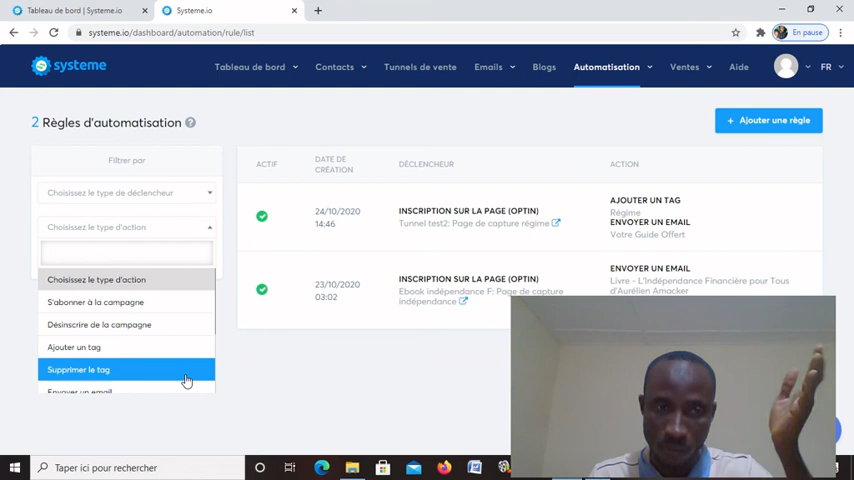 Tableau de bord | Systeme.io
Systeme.io
systeme.io/dashboard/automation/rule/list
En pause
systeme
Tableau de bord
Contacts
Tunnels de vente
Emails
Blogs
Automatisation
Ventes
Aide
FR
2 Règles d'automatisation ?
+ Ajouter une règle
Filtrer par
Choisissez le type de déclencheur
Choisissez le type d'action
Choisissez le type d'action
S'abonner à la campagne
Désinscrire de la campagne
Ajouter un tag
Supprimer le tag
Envoyer un email
ACTIF
DATE DE
CRÉATION
DÉCLENCHEUR
ACTION
24/10/2020
14:46
INSCRIPTION SUR LA PAGE (OPTIN)
Tunnel test2: Page de capture régime
AJOUTER UN TAG
Régime
ENVOYER UN EMAIL
Votre Guide Offert
23/10/2020
03:02
INSCRIPTION SUR LA PAGE (OPTIN)
Ebook indépendance F: Page de capture
indépendance
ENVOYER UN EMAIL
Livre - L'Indépendance Financière pour Tous
d'Aurélien Amacker
Taper ici pour rechercher